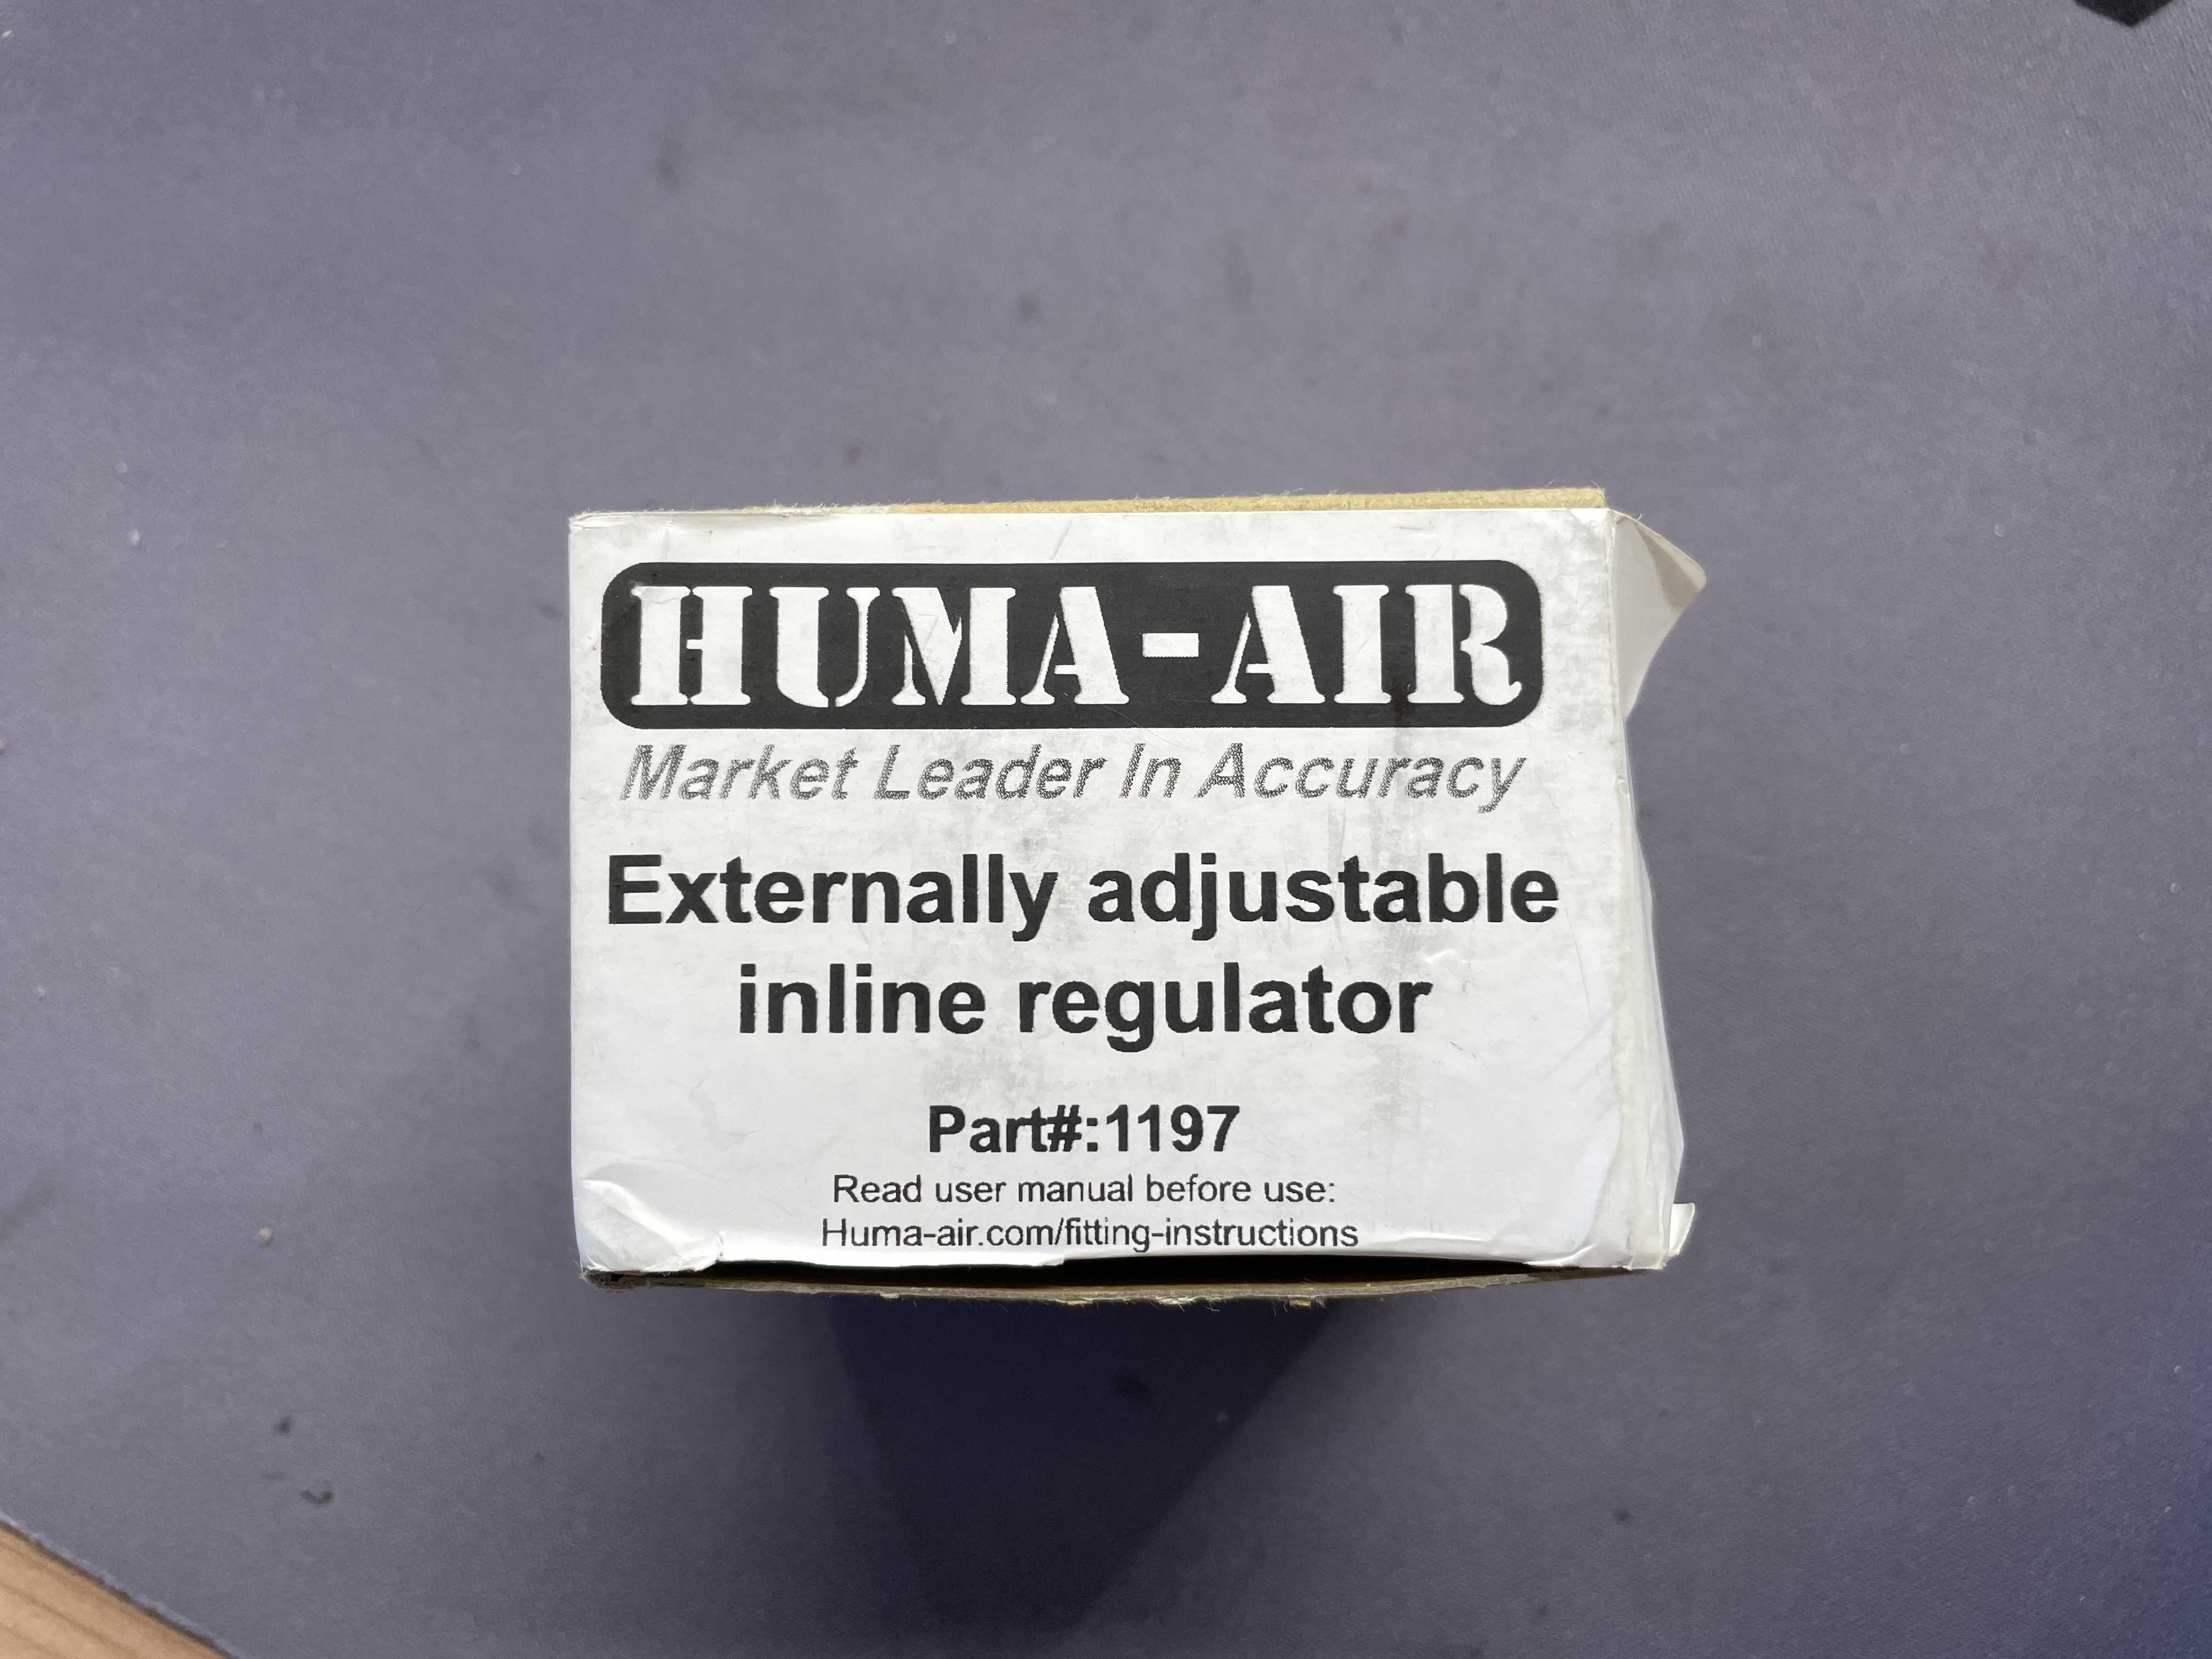 HUMA-AIR
Market Leader In Accuracy
Externally adjustable
inline regulator
Part#:1197
Read user manual before use:
Huma-air.com/fitting-instructions